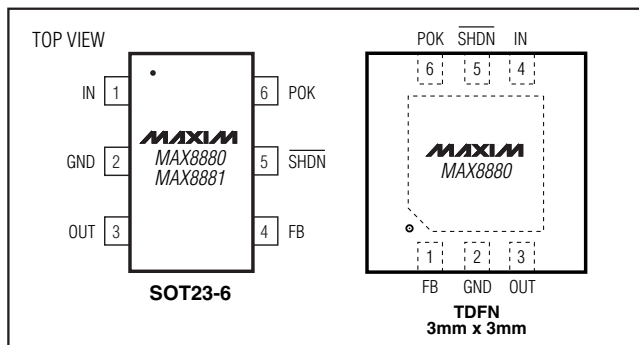 TOP VIEW
IN 1
6 POK
MAXIM
MAX8880
MAX8881
GND 2
5 SHDN
OUT 3
4 FB
SOT23-6
POK SHDN IN
6 5 4
MAXIM
MAX8880
1 2 3
FB GND OUT
TDFN
3mm x 3mm